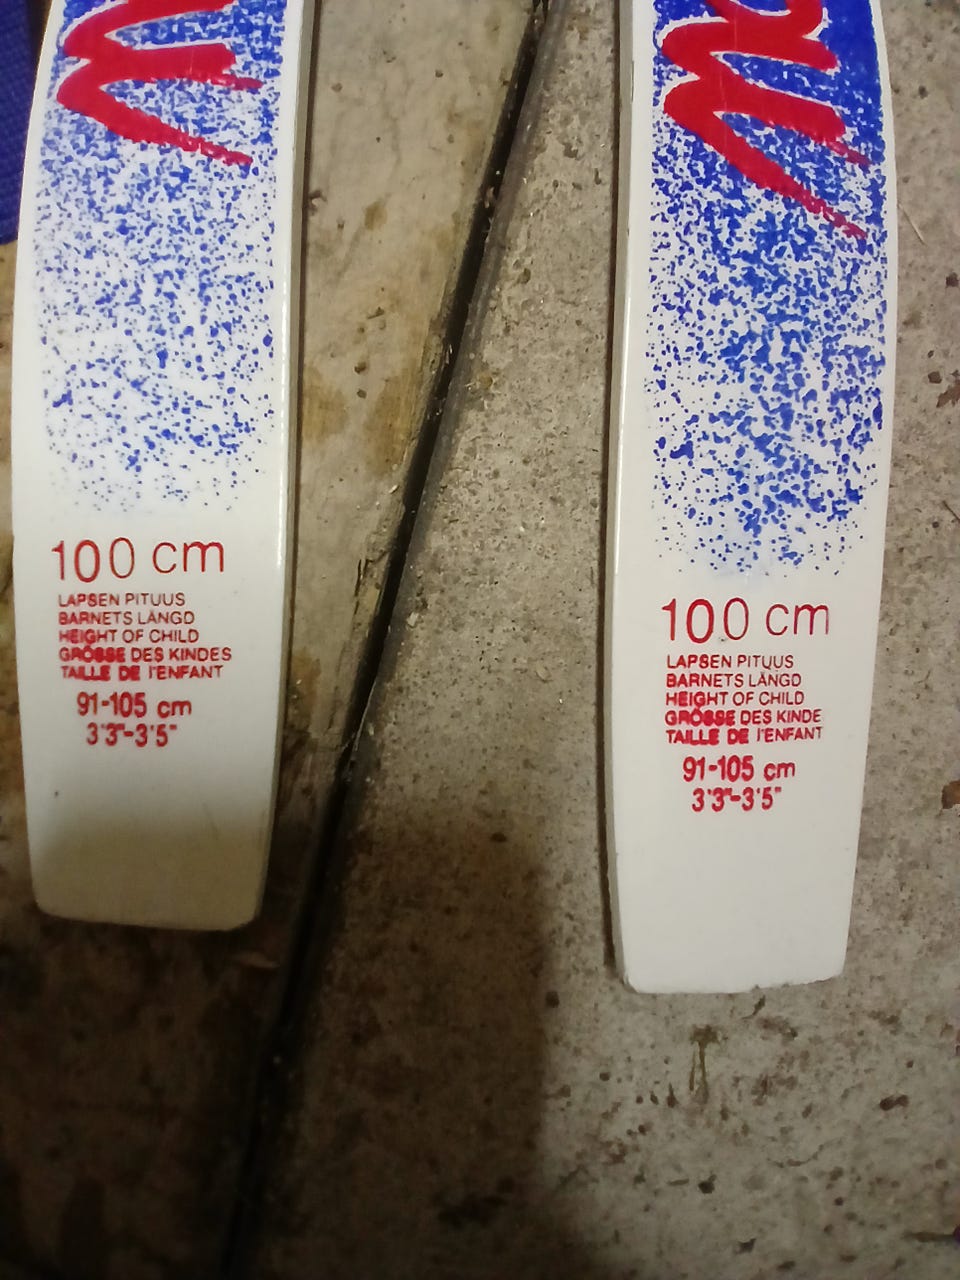 100 cm
LAPSEN PITUUS
BARNETS LÄNGD
HEIGHT OF CHILD
GRÖSSE DES KINDES
TAILLE DE l'ENFANT
91-105 cm
3'3"-3'5"
100 cm
LAPSEN PITUUS
BARNETS LÄNGD
HEIGHT OF CHILD
GRÖSSE DES KINDE
TAILLE DE l'ENFANT
91-105 cm
3'3"-3'5"